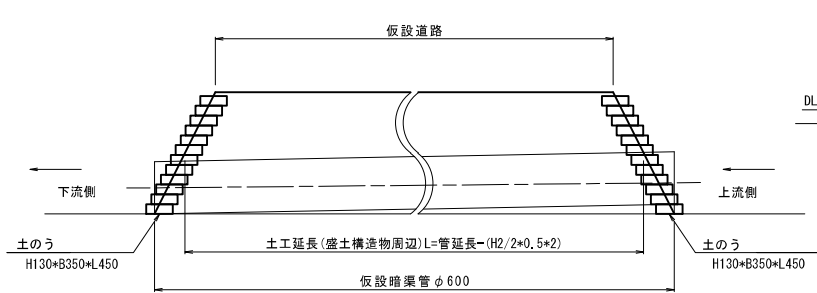 仮設道路
DL
下流側
上流側
土のう
H130*B350*L450
土工延長(盛土構造物周辺)L=管延長-(H2/2*0.5*2)
土のう
H130*B350*L450
仮設暗渠管φ600